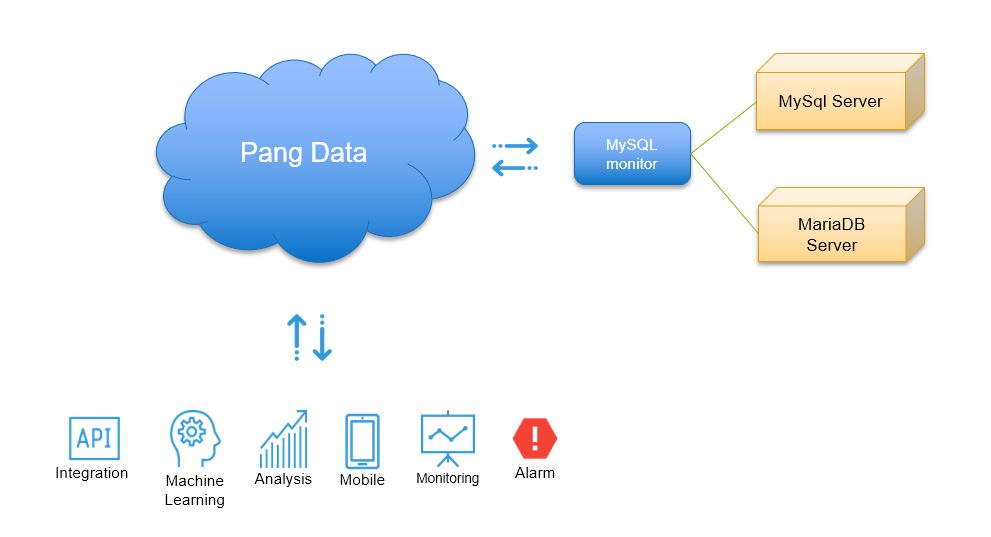 Pang Data
MySQL
monitor
MySql Server
MariaDB
Server
API
Integration
Machine
Learning
Analysis
Mobile
Monitoring
!
Alarm